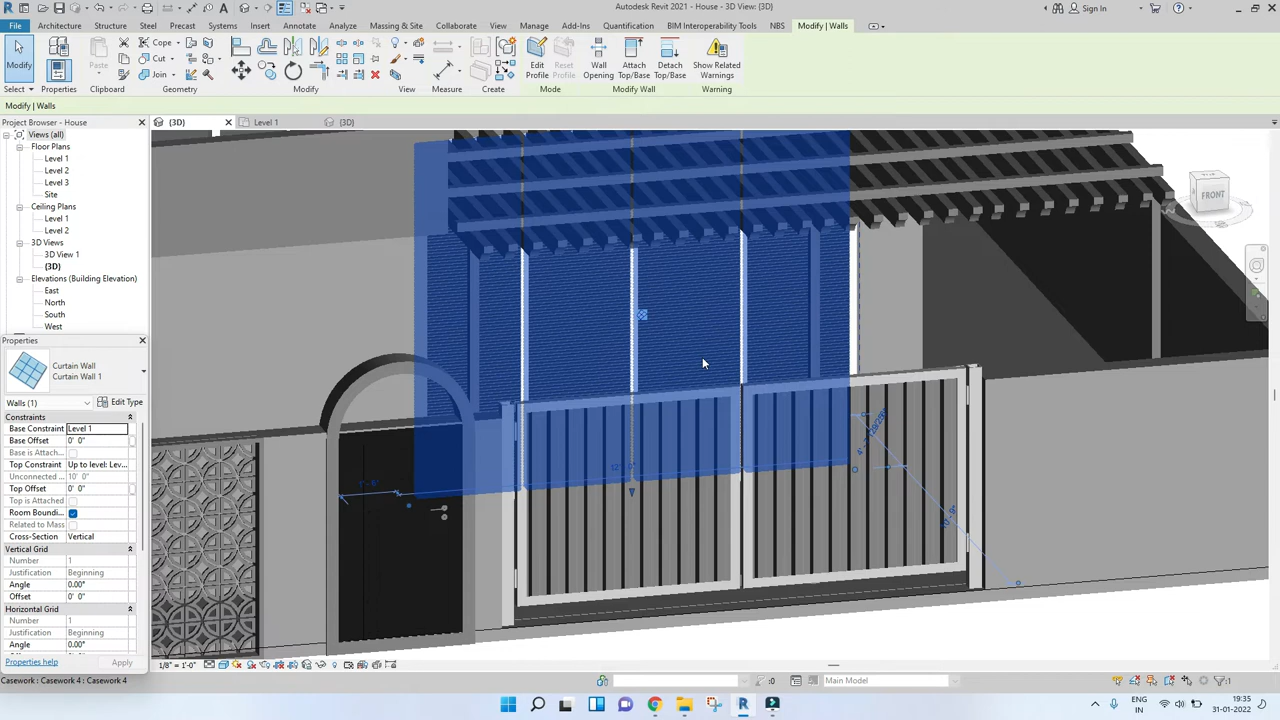 Autodesk Revit 2021 - House - 3D View: {3D}
Sign In
File Architecture Structure Steel Precast Systems Insert Annotate Analyze Massing & Site Collaborate View Manage Add-Ins Quantification BIM Interoperability Tools NBS Modify | Walls
Modify
Paste
Cope
Cut
Join
Edit Profile
Reset Profile
Wall Opening
Attach Top/Base
Detach Top/Base
Show Related Warnings
Select Properties Clipboard Geometry Modify View Measure Create Mode Modify Wall Warning
Modify | Walls
Project Browser - House
{3D}
Level 1
{3D}
Views (all)
Floor Plans
Level 1
Level 2
Level 3
Site
Ceiling Plans
Level 1
Level 2
3D Views
3D View 1
{3D}
Elevations (Building Elevation)
East
North
South
West
FRONT
Properties
Curtain Wall
Curtain Wall 1
Walls (1)
Edit Type
Constraints
Base Constraint Level 1
Base Offset 0' 0"
Base is Attach...
Top Constraint Up to level: Lev...
Unconnected ... 10' 0"
Top Offset 0' 0"
Top is Attached
Room Boundi...
Related to Mass
Cross-Section Vertical
Vertical Grid
Number 1
Justification Beginning
Angle 0.00°
Offset 0' 0"
Horizontal Grid
Number 1
Justification Beginning
Angle 0.00°
Properties help
Apply
1/8" = 1'-0"
Casework : Casework 4 : Casework 4
:0
Main Model
:1
ENG
IN
19:35
31-01-2022